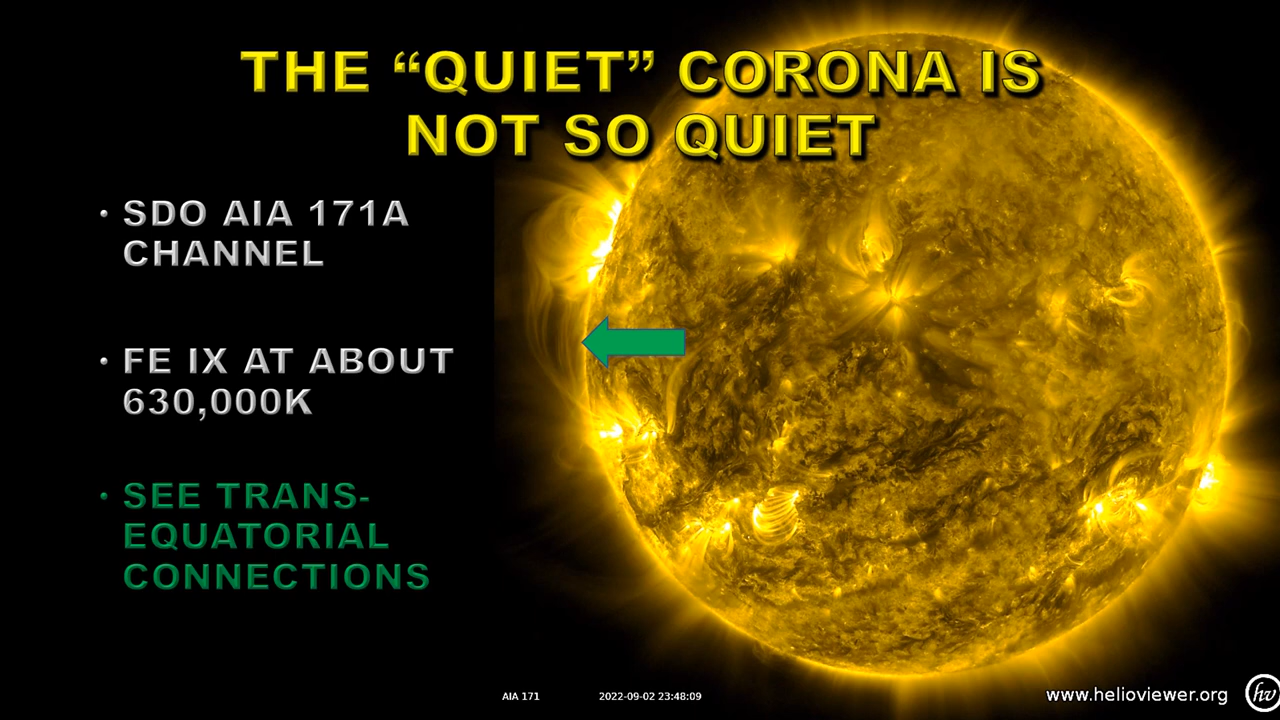 THE “QUIET” CORONA IS
NOT SO QUIET
• SDO AIA 171A
CHANNEL
• FE IX AT ABOUT
630,000K
• SEE TRANS-
EQUATORIAL
CONNECTIONS
AIA 171 2022-09-02 23:48:09
www.helioviewer.org hv